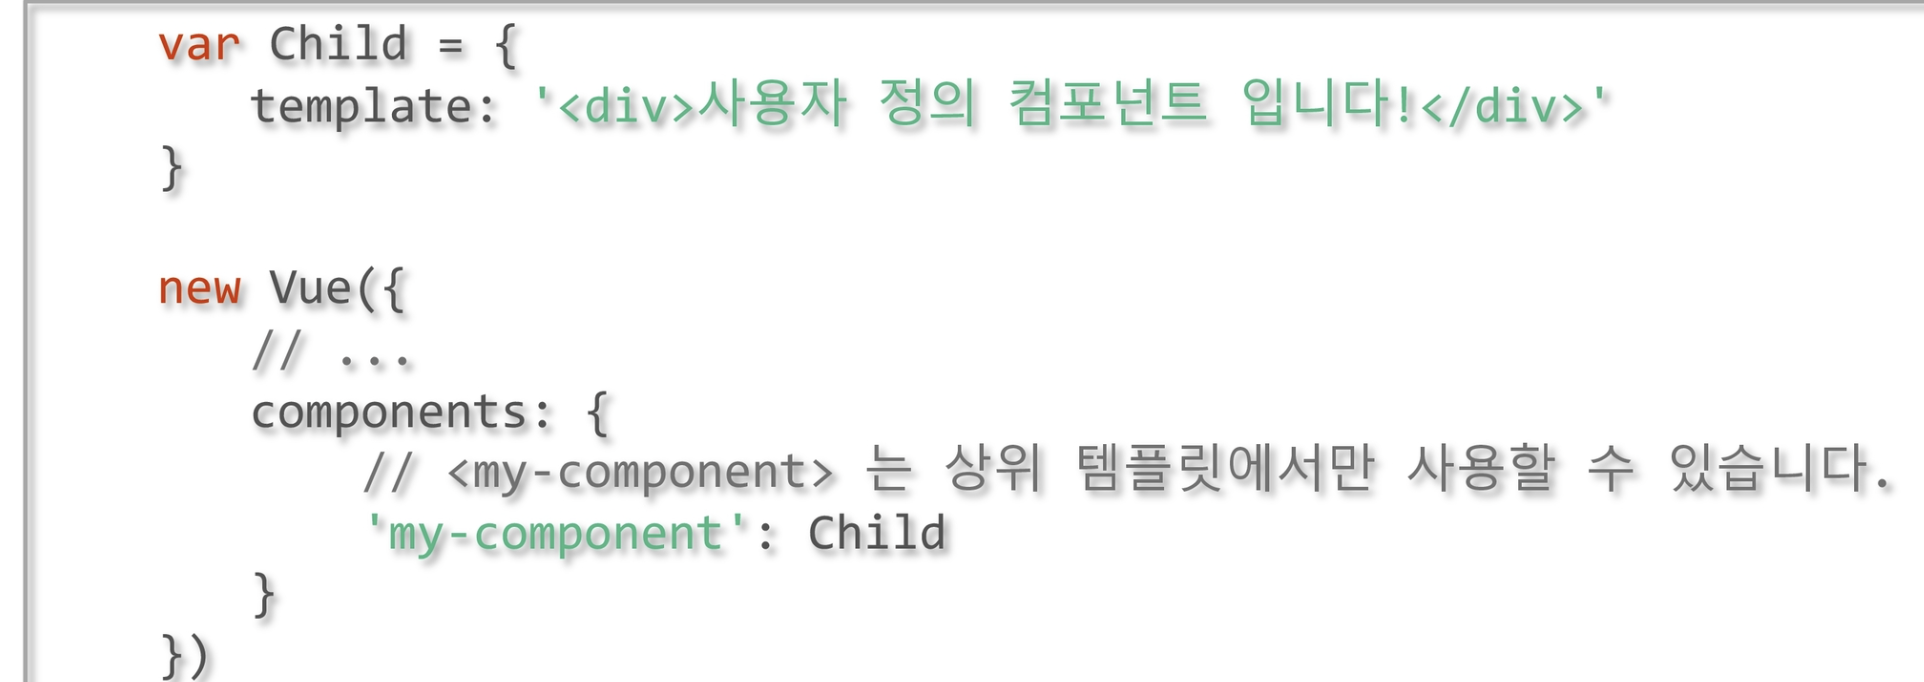 var Child = {
template: '<div>사용자 정의 컴포넌트 입니다!</div>'
}
new Vue({
// ...
components: {
// <my-component> 는 상위 템플릿에서만 사용할 수 있습니다.
'my-component': Child
}
})